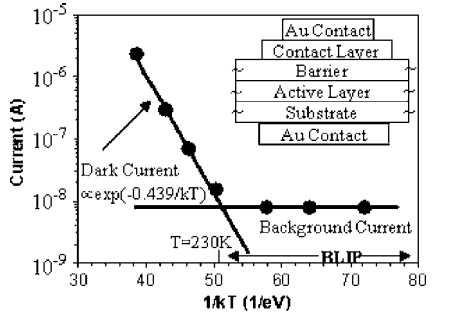 10⁻⁵
10⁻⁶
10⁻⁷
10⁻⁸
10⁻⁹
Current (A)
Au Contact
Contact Layer
Barrier
Active Layer
Substrate
Au Contact
Dark Current
∝exp(-0.439/kT)
Background Current
T=230K
BLIP
30 40 50 60 70 80
1/kT (1/eV)